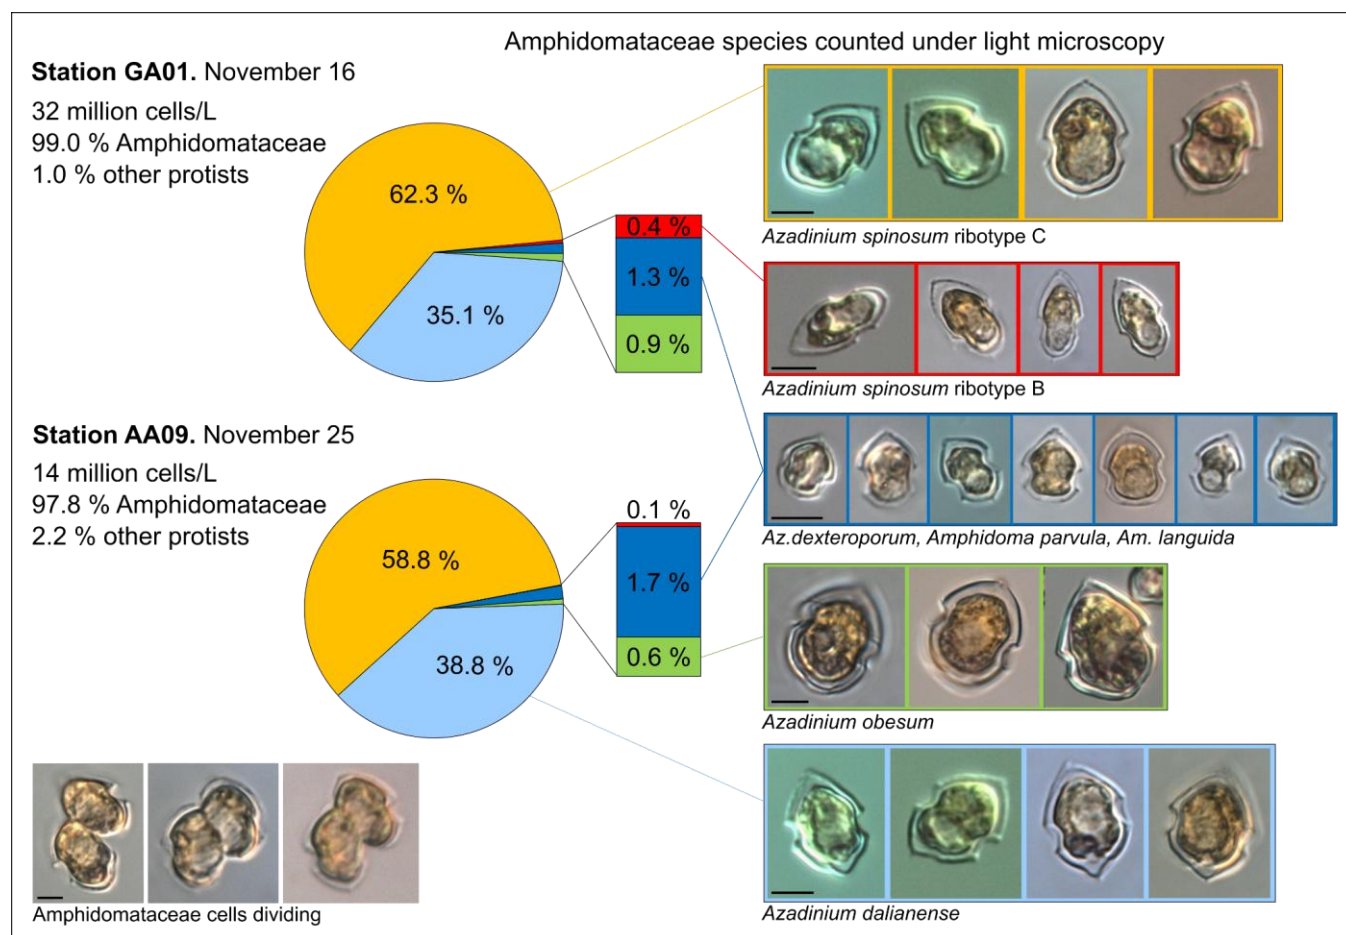 Amphidomataceae species counted under light microscopy
Station GA01. November 16
32 million cells/L
99.0 % Amphidomataceae
1.0 % other protists
62.3 %
35.1 %
0.4 %
1.3 %
0.9 %
Azadinium spinosum ribotype C
Azadinium spinosum ribotype B
Station AA09. November 25
14 million cells/L
97.8 % Amphidomataceae
2.2 % other protists
58.8 %
38.8 %
0.1 %
1.7 %
0.6 %
Az.dexteroporum, Amphidoma parvula, Am. languida
Azadinium obesum
Azadinium dalianense
Amphidomataceae cells dividing